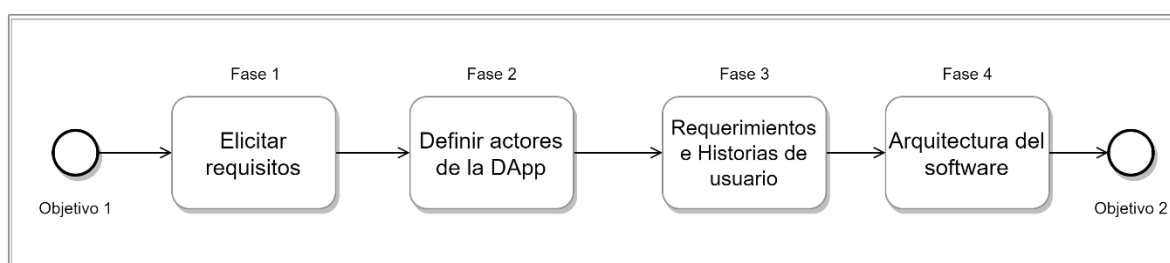 Fase 1
Fase 2
Fase 3
Fase 4
Elicitar
requisitos
Definir actores
de la DApp
Requerimientos
e Historias de
usuario
Arquitectura del
software
Objetivo 1
Objetivo 2